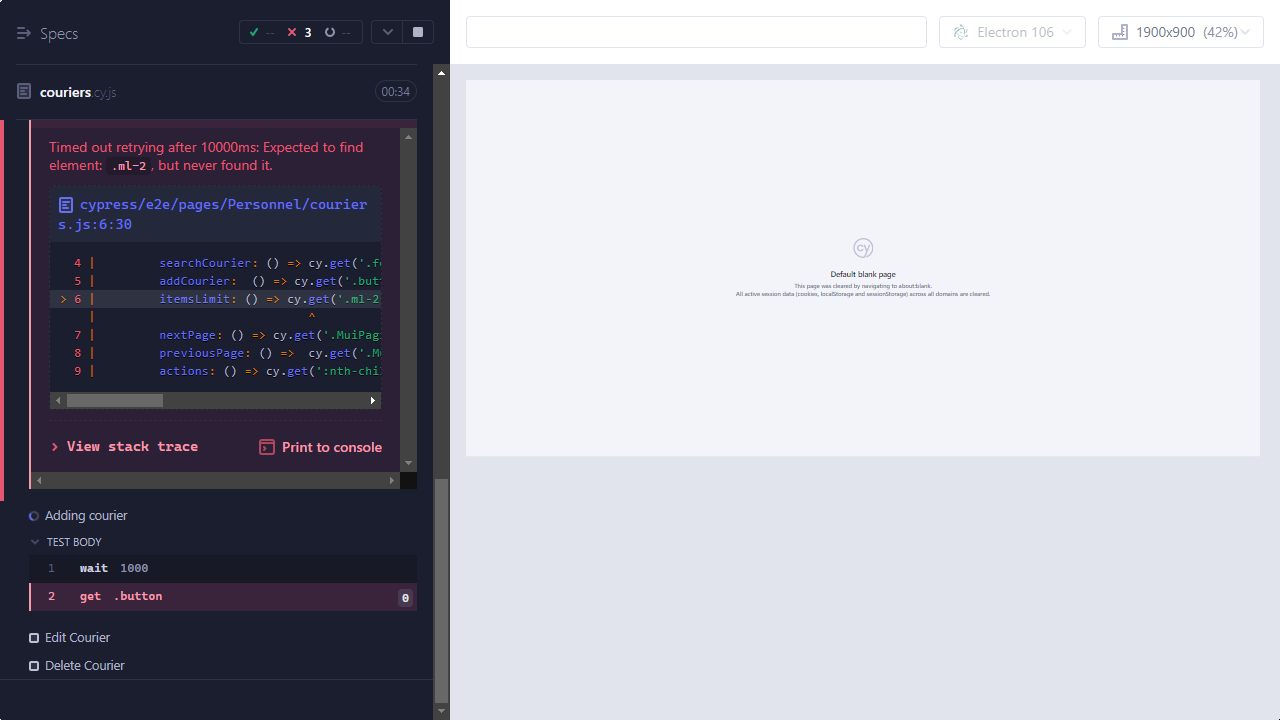 Specs
--
3
--
Electron 106
1900x900 (42%)
couriers.cy.js
00:34
Timed out retrying after 10000ms: Expected to find
element: .ml-2, but never found it.
cypress/e2e/pages/Personnel/courier
s.js:6:30
4 | searchCourier: () => cy.get('.fo
5 | addCourier:  () => cy.get('.butt
> 6 | itemsLimit: () => cy.get('.ml-2
| ^
7 | nextPage: () => cy.get('.MuiPag
8 | previousPage: () =>  cy.get('.Mu
9 | actions: () => cy.get(':nth-chil
View stack trace
Print to console
Adding courier
TEST BODY
1 wait 1000
2 get .button 0
Edit Courier
Delete Courier
cy
Default blank page
This page was cleared by navigating to about:blank.
All active session data (cookies, localStorage and sessionStorage) across all domains are cleared.